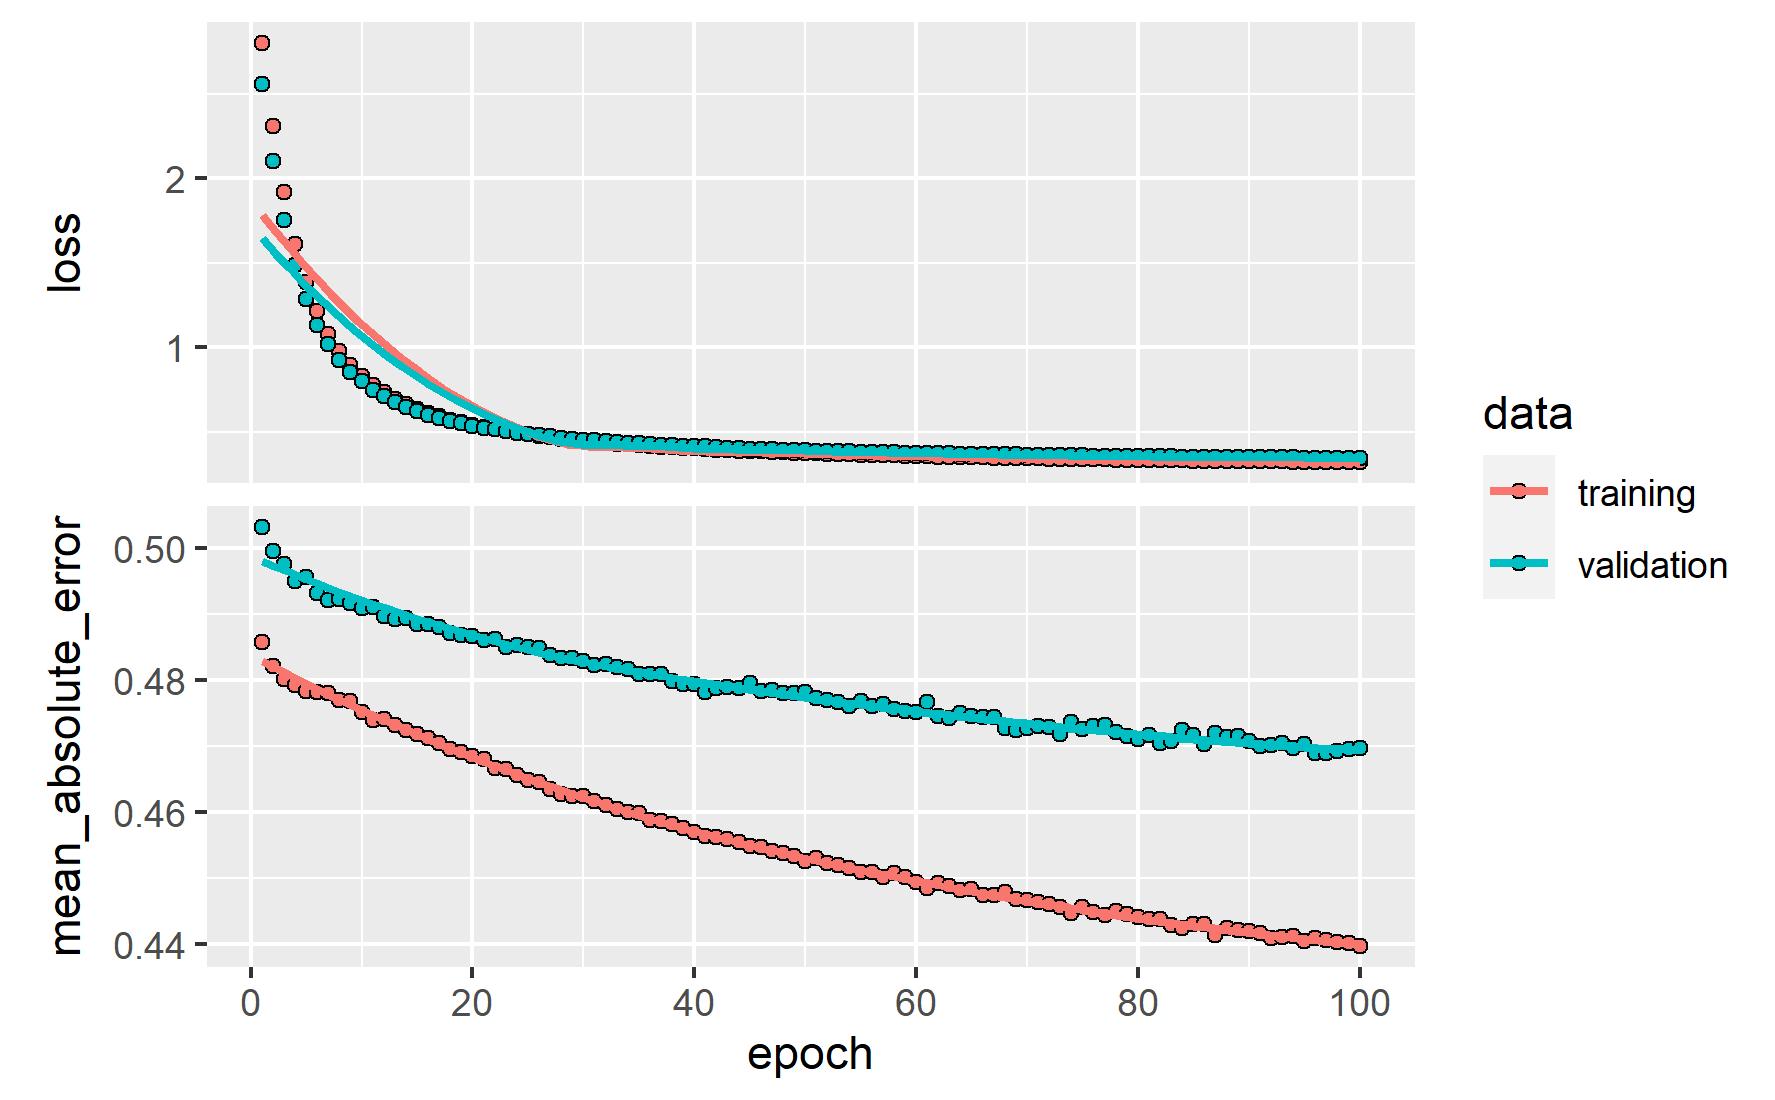 loss
2
1
mean_absolute_error
0.50
0.48
0.46
0.44
0 20 40 60 80 100
epoch
data
training
validation